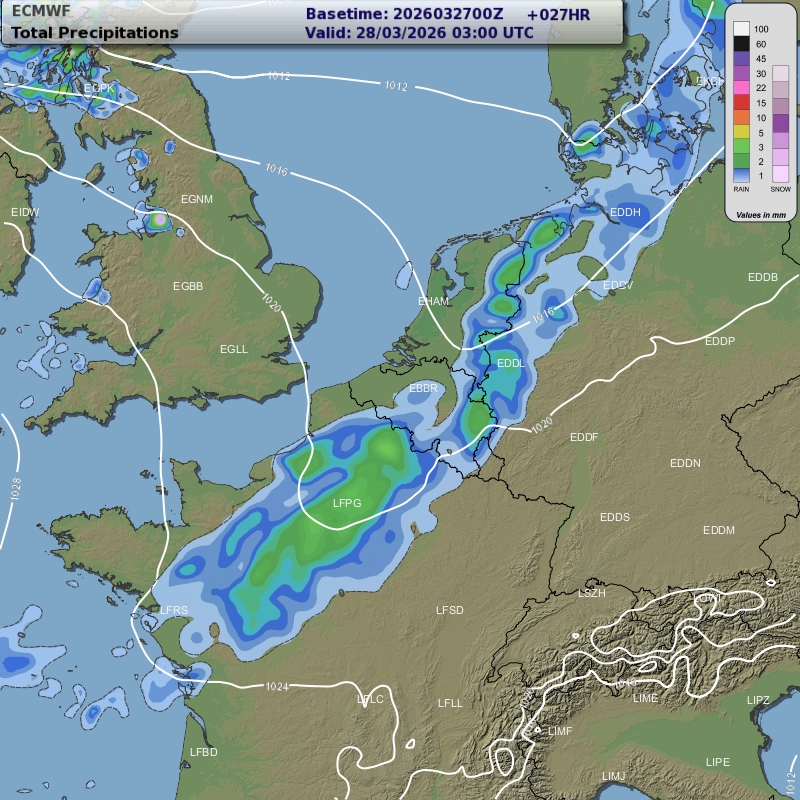 ECMWF
Basetime: 2026032700Z +027HR
Total Precipitations
Valid: 28/03/2026 03:00 UTC
100
60
45
30
22
15
10
5
3
2
1
RAIN
SNOW
Values in mm
1012
1012
EGPK
1016
EGNM
EIDW
EDDH
EGBB
EDDV
EDDB
EHAM
1020
1016
EDDP
EGLL
EDDL
EBBR
1020
EDDF
EDDN
1028
LFPG
EDDS
EDDM
LSZH
LFRS
LFSD
1024
LFLC
LFLL
LIME
LIPZ
LIMF
LFBD
LIPE
LIMJ
1012